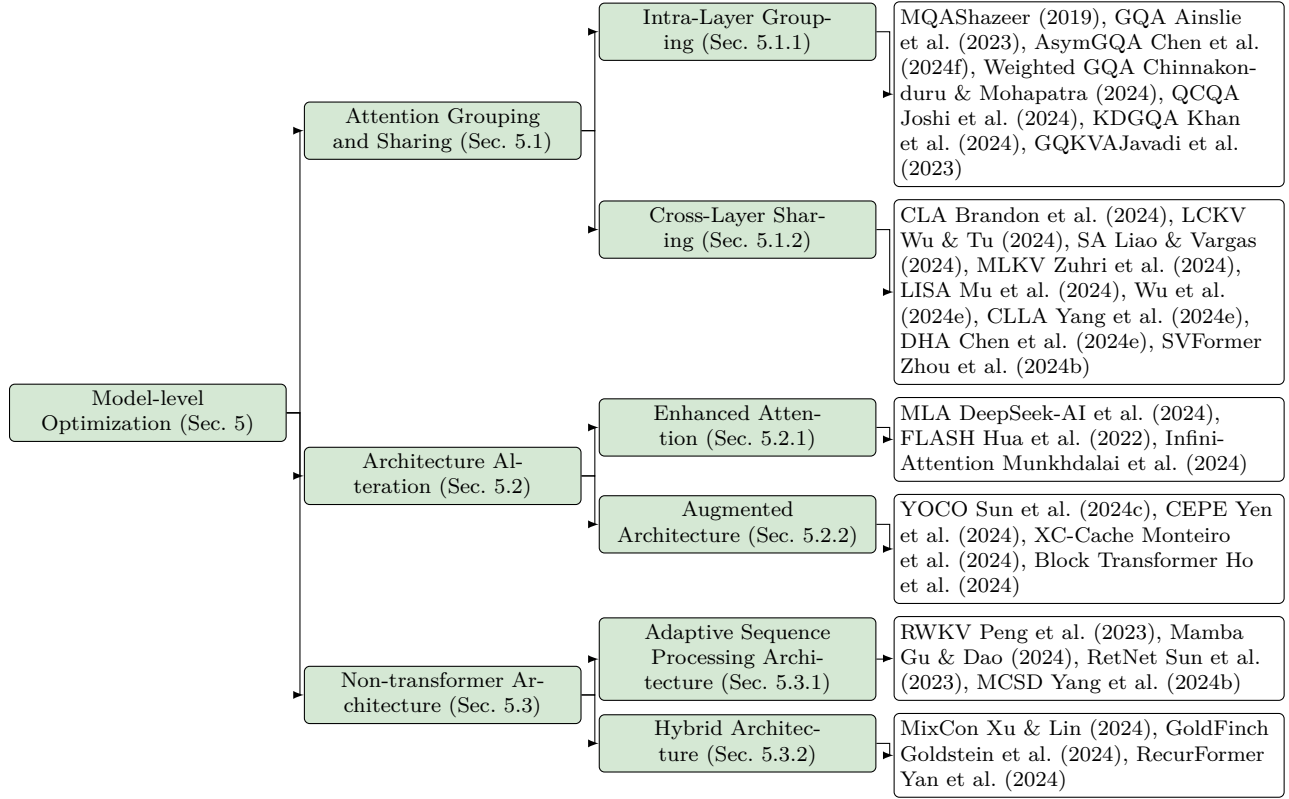 Model-level
Optimization (Sec. 5)
Attention Grouping
and Sharing (Sec. 5.1)
Intra-Layer Group-
ing (Sec. 5.1.1)
MQAShazeer (2019), GQA Ainslie
et al. (2023), AsymGQA Chen et al.
(2024f), Weighted GQA Chinnakon-
duru & Mohapatra (2024), QCQA
Joshi et al. (2024), KDGQA Khan
et al. (2024), GQKVAJavadi et al.
(2023)
Cross-Layer Shar-
ing (Sec. 5.1.2)
CLA Brandon et al. (2024), LCKV
Wu & Tu (2024), SA Liao & Vargas
(2024), MLKV Zuhri et al. (2024),
LISA Mu et al. (2024), Wu et al.
(2024e), CLLA Yang et al. (2024e),
DHA Chen et al. (2024e), SVFormer
Zhou et al. (2024b)
Architecture Al-
teration (Sec. 5.2)
Enhanced Atten-
tion (Sec. 5.2.1)
MLA DeepSeek-AI et al. (2024),
FLASH Hua et al. (2022), Infini-
Attention Munkhdalai et al. (2024)
Augmented
Architecture (Sec. 5.2.2)
YOCO Sun et al. (2024c), CEPE Yen
et al. (2024), XC-Cache Monteiro
et al. (2024), Block Transformer Ho
et al. (2024)
Non-transformer Ar-
chitecture (Sec. 5.3)
Adaptive Sequence
Processing Archi-
tecture (Sec. 5.3.1)
RWKV Peng et al. (2023), Mamba
Gu & Dao (2024), RetNet Sun et al.
(2023), MCSD Yang et al. (2024b)
Hybrid Architec-
ture (Sec. 5.3.2)
MixCon Xu & Lin (2024), GoldFinch
Goldstein et al. (2024), RecurFormer
Yan et al. (2024)